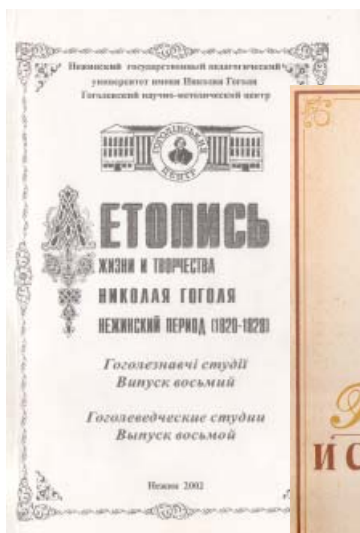 Нежинский государственный педагогический
университет имени Николая Гоголя
Гоголевский научно-методический центр
ГОГОЛІВСЬКИЙ
ЦЕНТР
ЛЕТОПИСЬ
ЖИЗНИ И ТВОРЧЕСТВА
НИКОЛАЯ ГОГОЛЯ
НЕЖИНСКИЙ ПЕРИОД (1820-1828)
Гоголезнавчі студії
Випуск восьмий
Гоголеведческие студии
Выпуск восьмой
Нежин 2002
И С